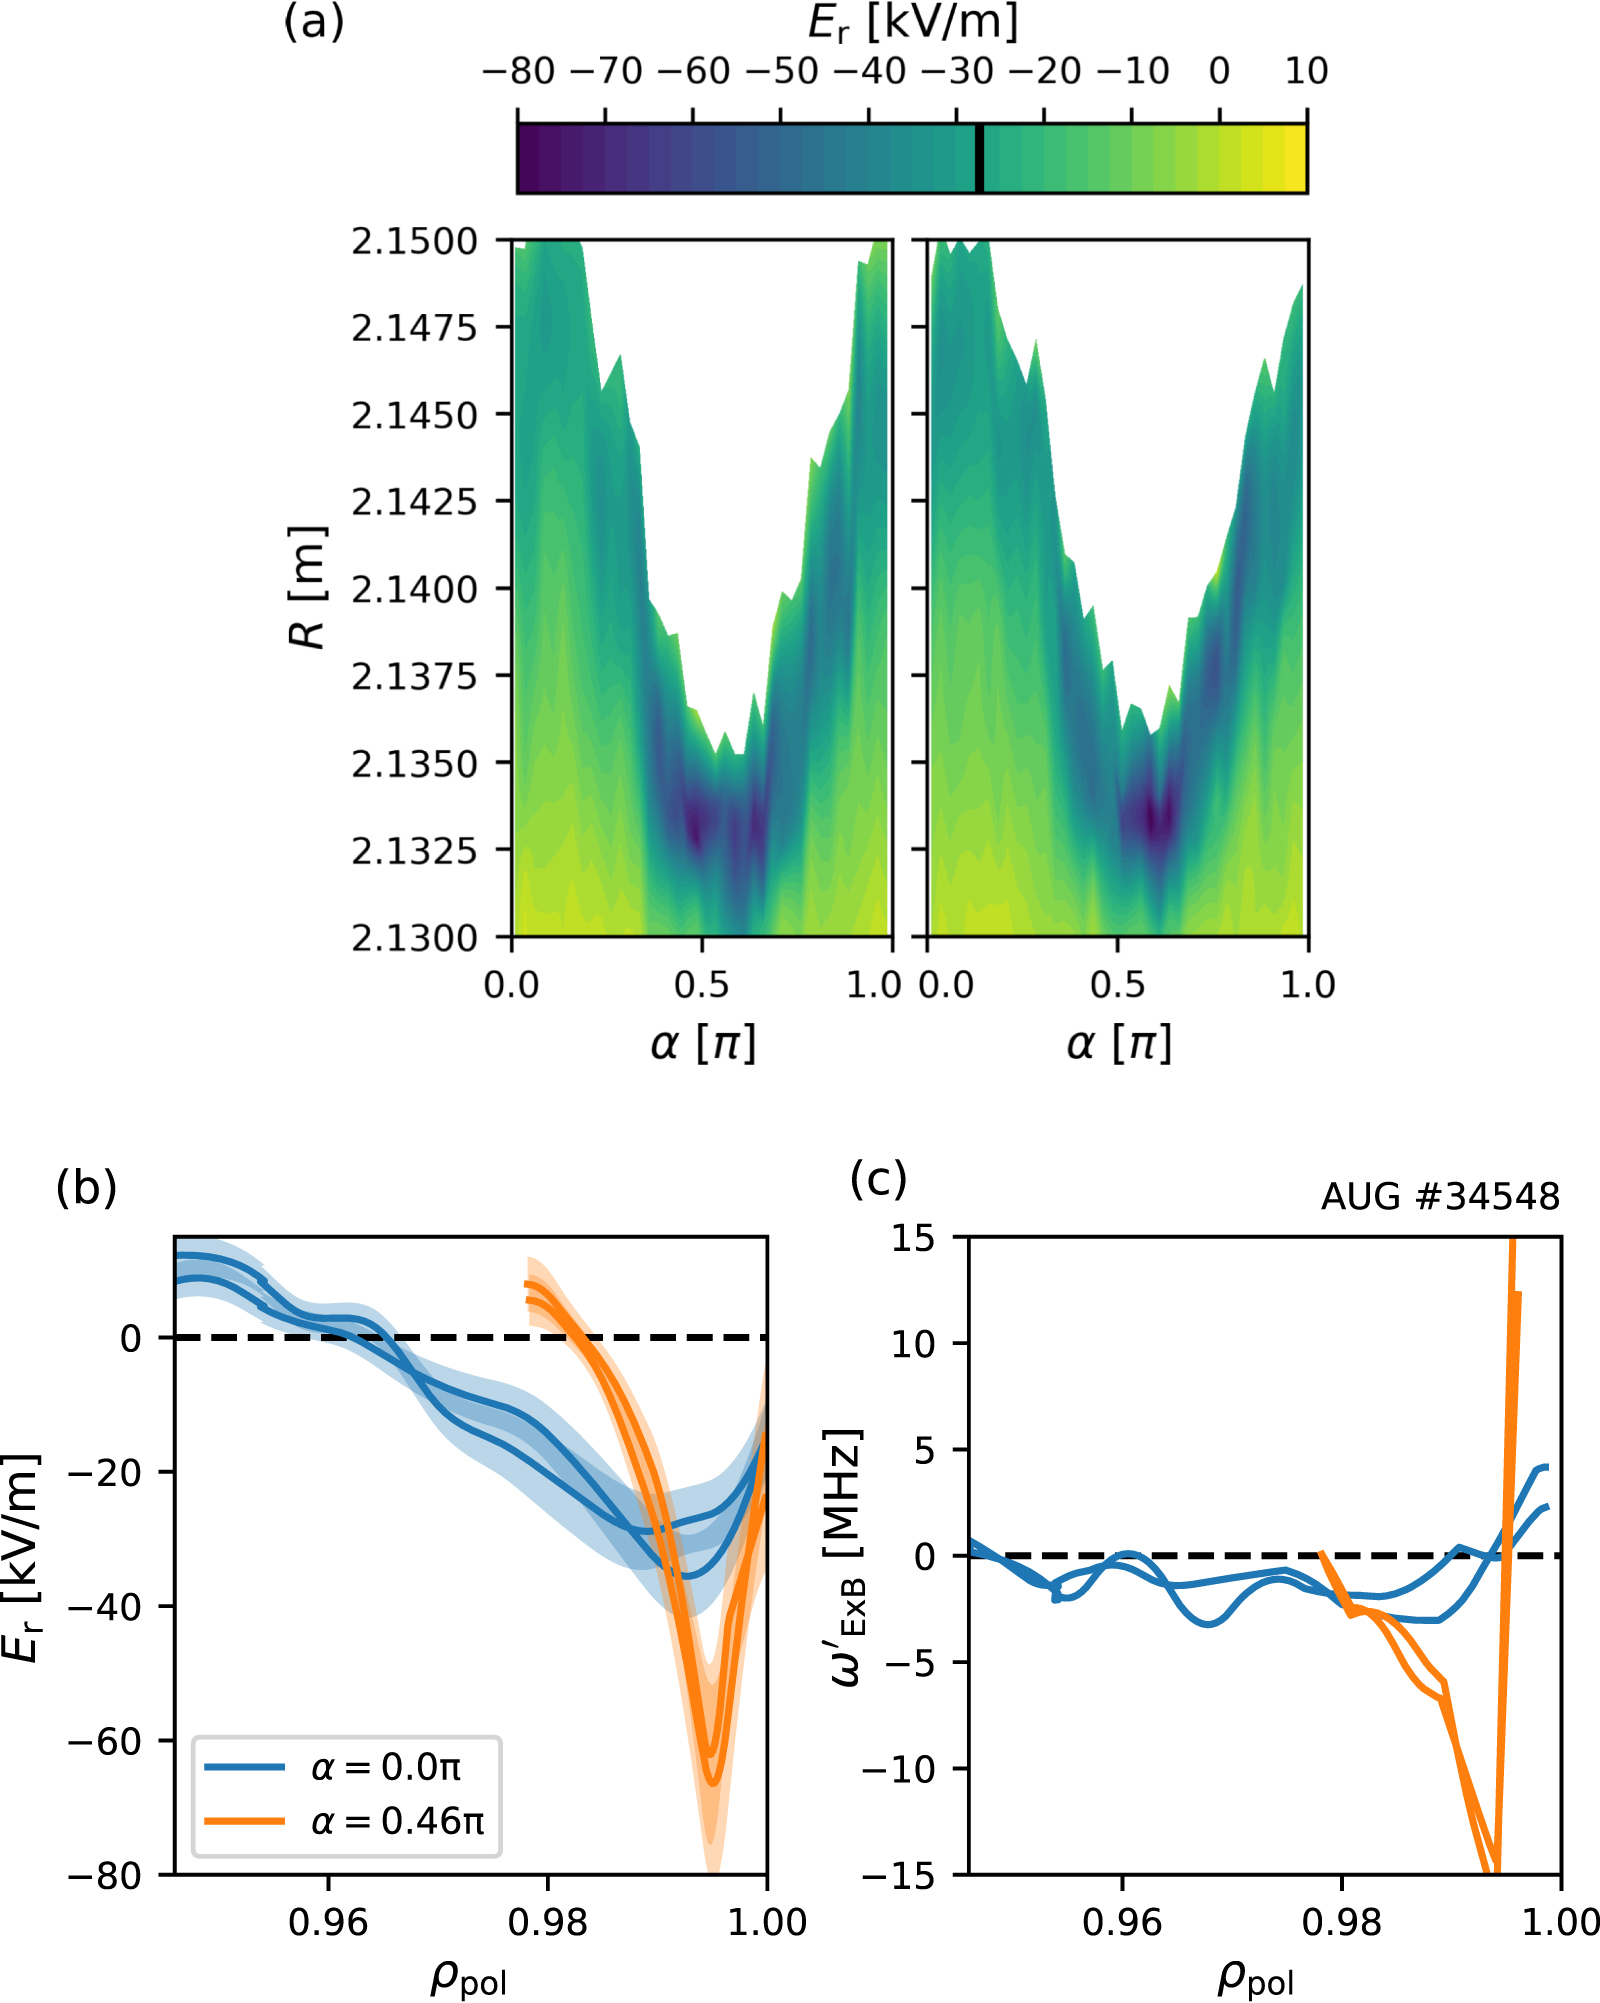 (a)
E_r [kV/m]
−80 −70 −60 −50 −40 −30 −20 −10 0 10
R [m]
2.1500
2.1475
2.1450
2.1425
2.1400
2.1375
2.1350
2.1325
2.1300
0.0 0.5 1.0 0.0 0.5 1.0
α [π] α [π]
(b)
E_r [kV/m]
0
−20
−40
−60
−80
α = 0.0π
α = 0.46π
0.96 0.98 1.00
ρ_pol
(c)
AUG #34548
ω′_ExB [MHz]
15
10
5
0
−5
−10
−15
0.96 0.98 1.00
ρ_pol